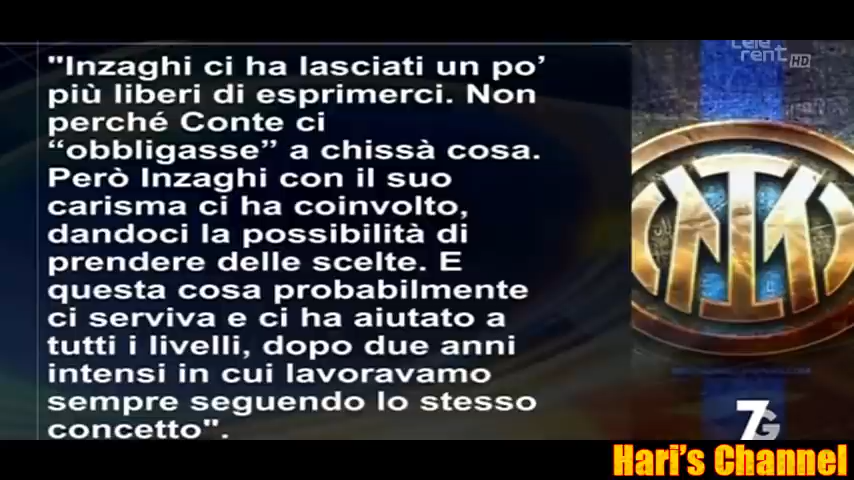 "Inzaghi ci ha lasciati un po'
più liberi di esprimerci. Non
perché Conte ci
"obbligasse" a chissà cosa.
Però Inzaghi con il suo
carisma ci ha coinvolto,
dandoci la possibilità di
prendere delle scelte. E
questa cosa probabilmente
ci serviva e ci ha aiutato a
tutti i livelli, dopo due anni
intensi in cui lavoravamo
sempre seguendo lo stesso
concetto".
tele
rent HD
IM
7G
Hari's Channel